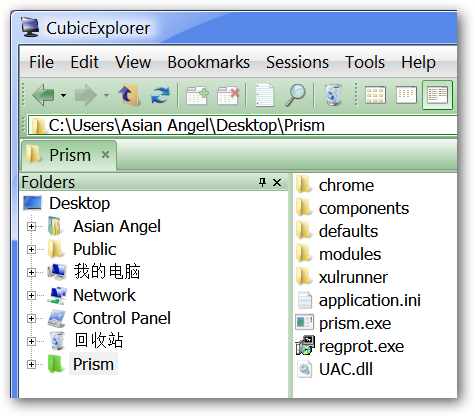 CubicExplorer
File Edit View Bookmarks Sessions Tools Help
C:\Users\Asian Angel\Desktop\Prism
Prism
Folders
Desktop
Asian Angel
Public
我的电脑
Network
Control Panel
回收站
Prism
chrome
components
defaults
modules
xulrunner
application.ini
prism.exe
regprot.exe
UAC.dll